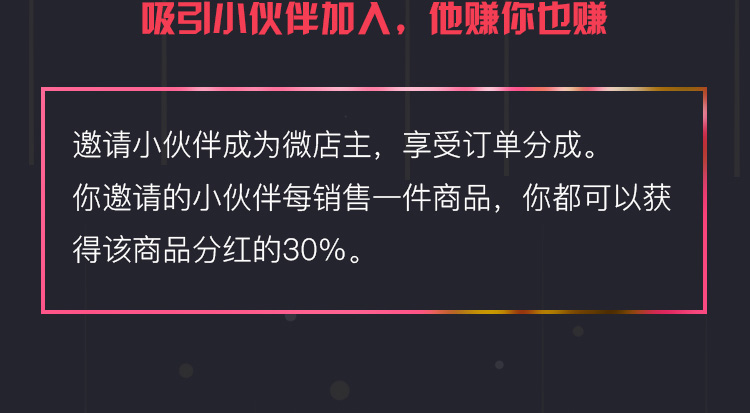 吸引小伙伴加入，他赚你也赚
邀请小伙伴成为微店主，享受订单分成。
你邀请的小伙伴每销售一件商品，你都可以获
得该商品分红的30%。